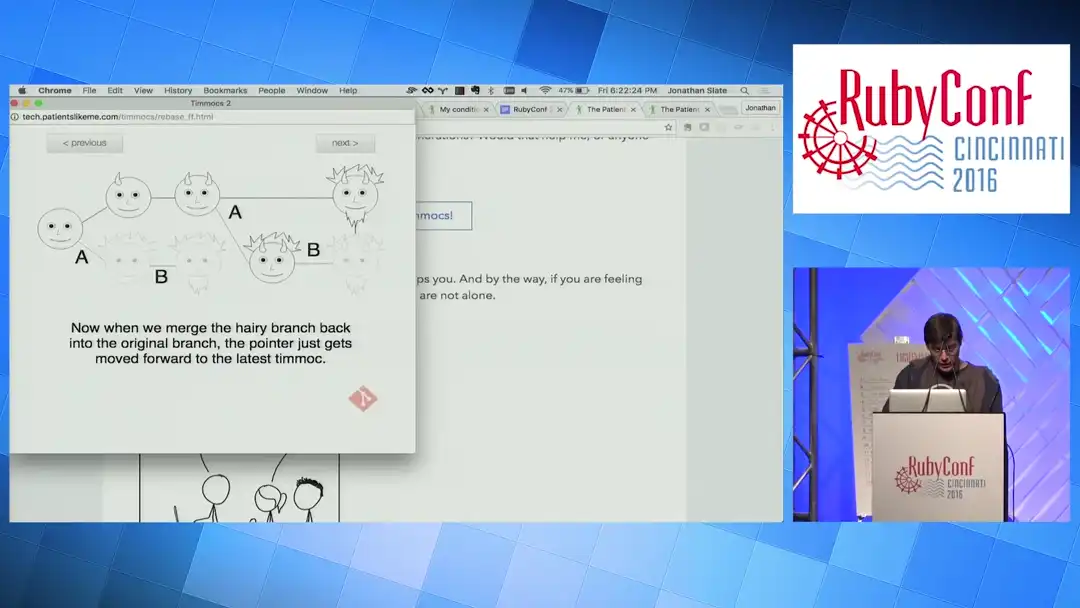 Chrome File Edit View History Bookmarks People Window Help
47% Fri 6:22:24 PM Jonathan Slate
Timmocs 2
My condition
RubyConf
The Patient
The Patient
Jonathan
tech.patientslikeme.com/timmocs/rebase_ff.html
< previous
next >
A
B
A
B
Now when we merge the hairy branch back
into the original branch, the pointer just gets
moved forward to the latest timmoc.
Would that help me, or anyone
mmocs!
ps you. And by the way, if you are feeling
are not alone.
RubyConf
CINCINNATI
2016
RubyConf
CINCINNATI
2016